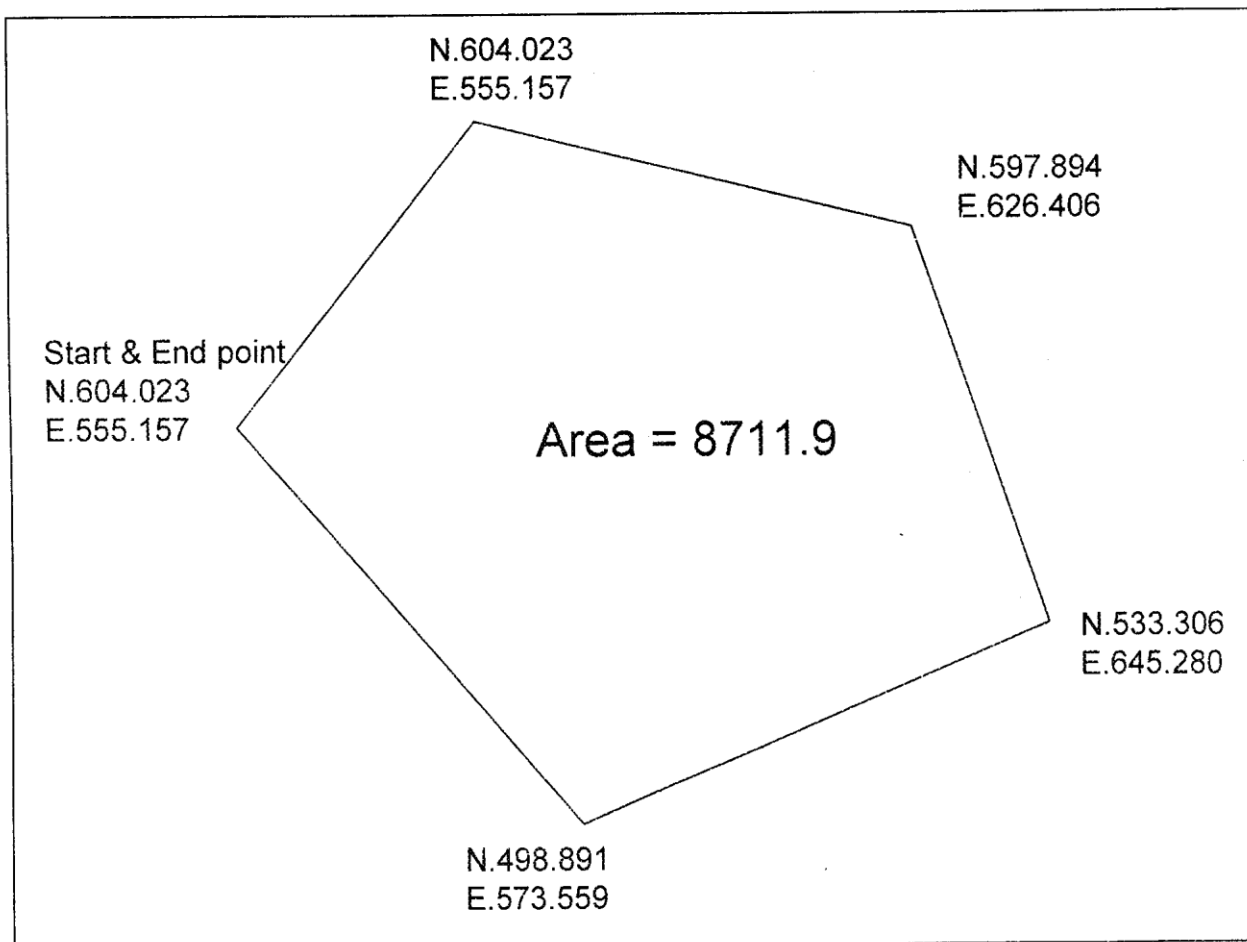 N.604.023
E.555.157
N.597.894
E.626.406
Start & End point
N.604.023
E.555.157
Area = 8711.9
N.533.306
E.645.280
N.498.891
E.573.559